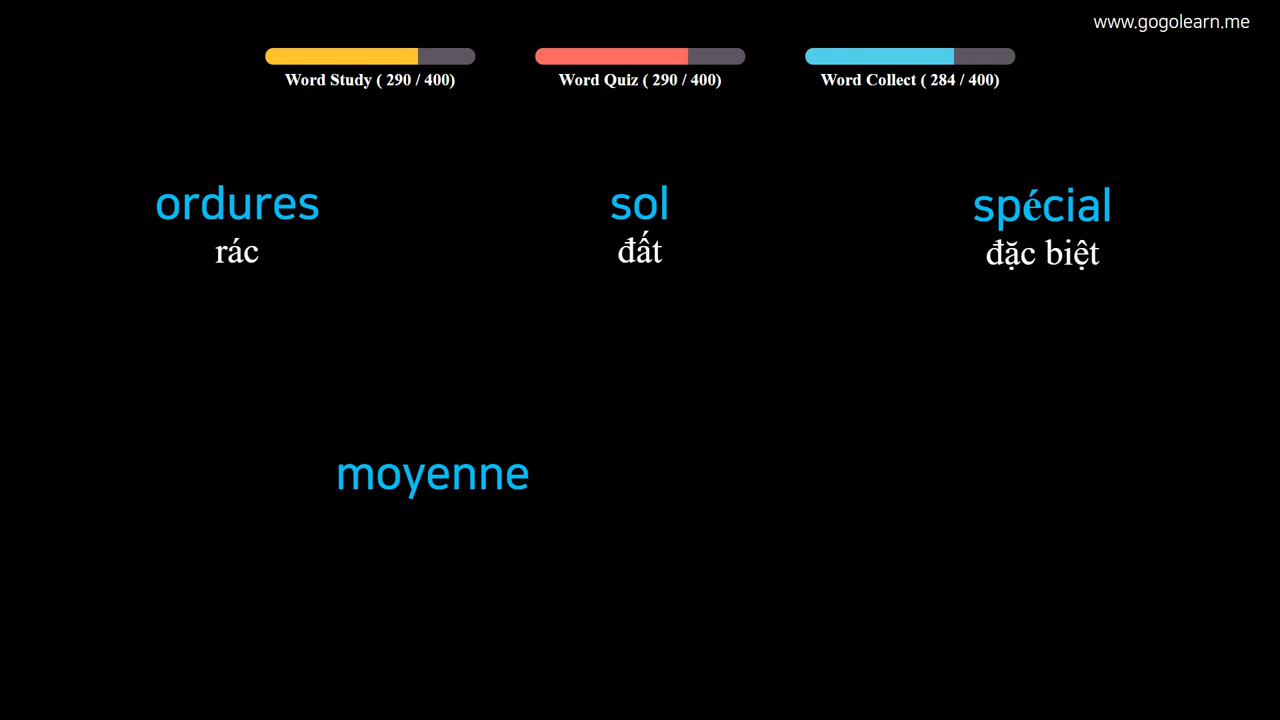 www.gogolearn.me
Word Study ( 290 / 400)
Word Quiz ( 290 / 400)
Word Collect ( 284 / 400)
ordures
rác
sol
đất
spécial
đặc biệt
moyenne